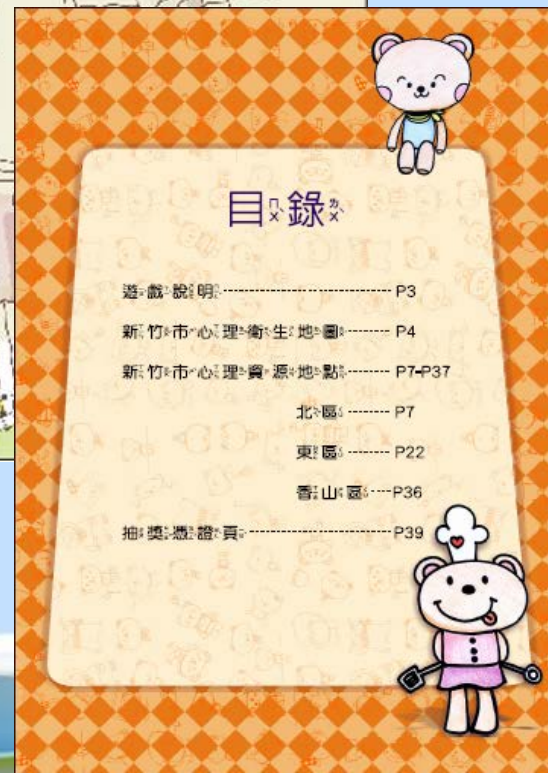 目錄
遊戲說明 ---------------------- P3
新竹市心理衛生地圖 -------- P4
新竹市心理資源地點 -------- P7-P37
北區 -------- P7
東區 -------- P22
香山區 ---- P36
抽獎憑證頁 ------------------- P39